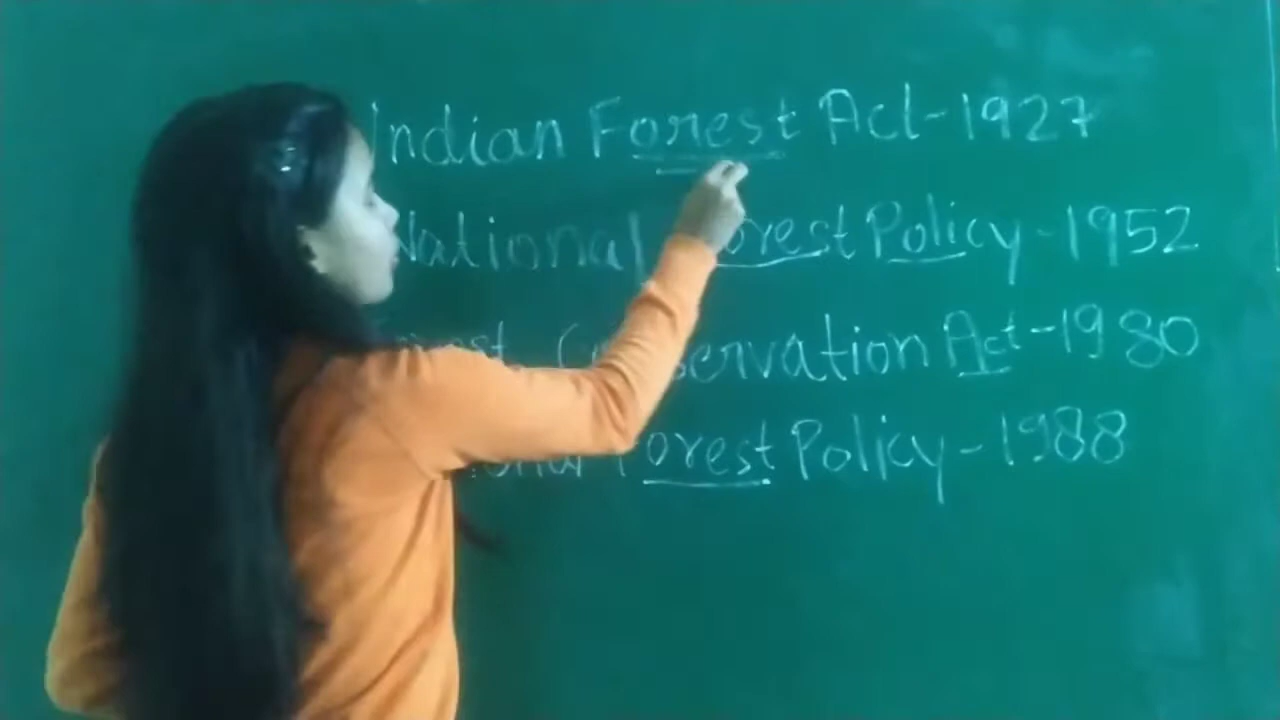 Indian Forest Act-1927
National Forest Policy-1952
Forest Conservation Act-1980
National Forest Policy-1988